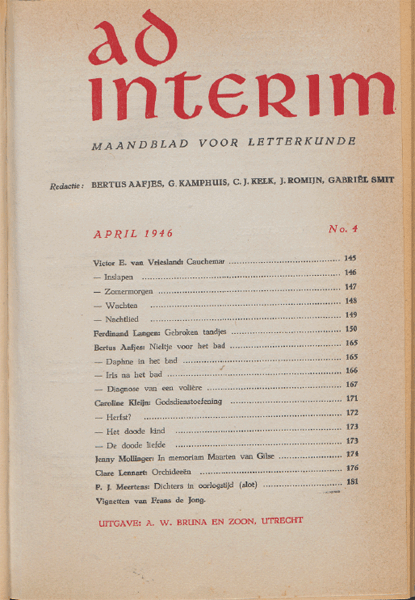 ad
interim
MAANDBLAD VOOR LETTERKUNDE
Redactie: BERTUS AAFJES, G. KAMPHUIS, C. J. KELK, J. ROMIJN, GABRIËL SMIT
APRIL 1946 No. 4
Victor E. van Vriesland: Cauchemar 145
— Inslapen 146
— Zomermorgen 147
— Wachten 148
— Nachtlied 149
Ferdinand Langen: Gebroken tandjes 150
Bertus Aafjes: Nieltje voor het bad 165
— Daphne in het bad 165
— Iris na het bad 166
— Diagnose van een volière 167
Caroline Kleijn: Godsdienstoefening 171
— Herfst? 172
— Het doode kind 173
— De doode liefde 173
Jenny Mollinger: In memoriam Maarten van Gilse 174
Clare Lennart: Orchideeën 176
P. J. Meertens: Dichters in oorlogstijd (slot) 181
Vignetten van Frans de Jong.
UITGAVE: A. W. BRUNA EN ZOON, UTRECHT